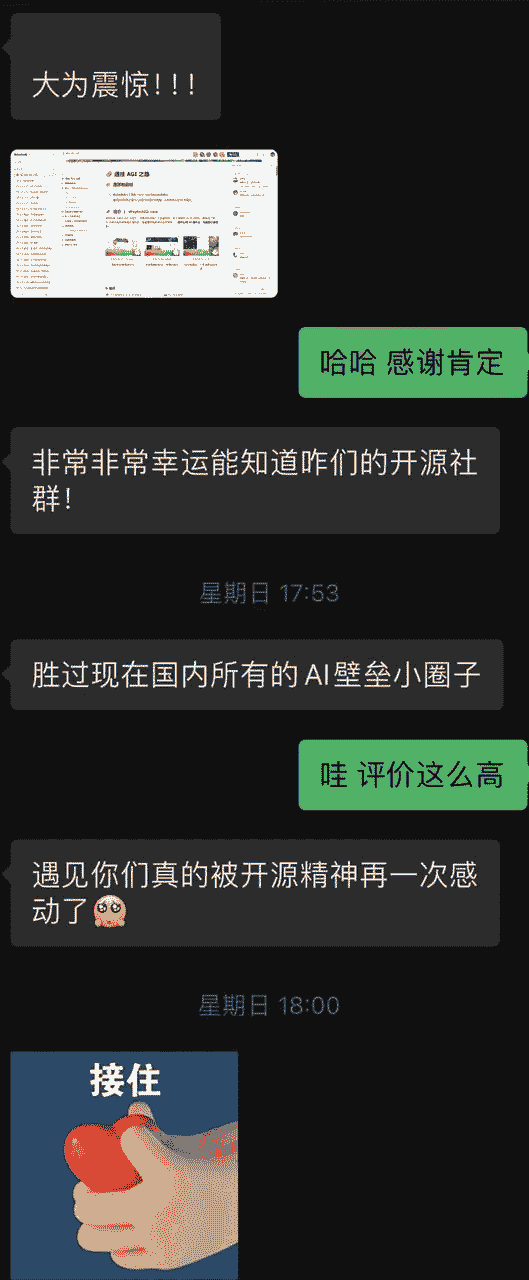 大为震惊!!!
通往 AGI 之路
哈哈 感谢肯定
非常非常幸运能知道咋们的开源社
群!
星期日 17:53
胜过现在国内所有的 AI壁垒小圈子
哇 评价这么高
遇见你们真的被开源精神再一次感
动了🥹
星期日 18:00
接住